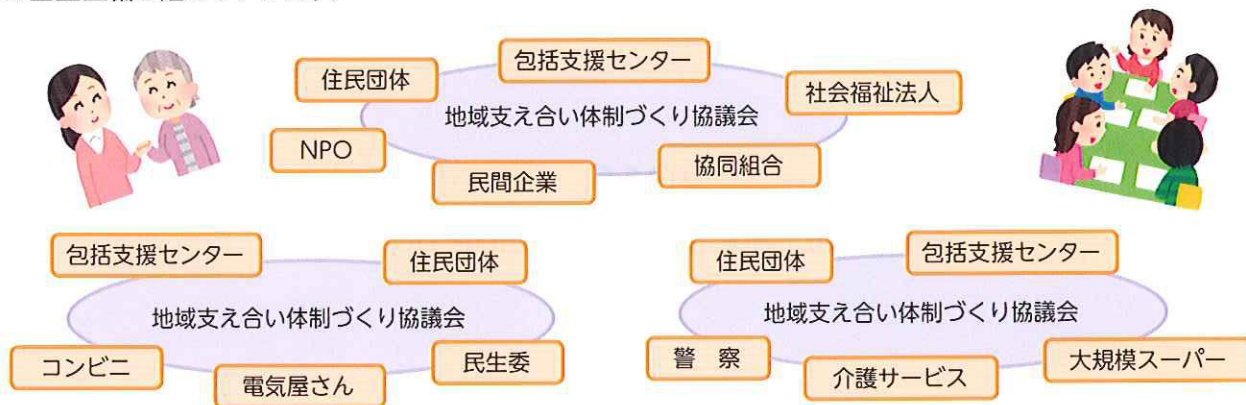 包括支援センター
住民団体
社会福祉法人
地域支え合い体制づくり協議会
NPO
協同組合
民間企業
包括支援センター
住民団体
地域支え合い体制づくり協議会
コンビニ
民生委
電気屋さん
住民団体
包括支援センター
地域支え合い体制づくり協議会
警　察
大規模スーパー
介護サービス